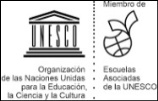 Miembro de
UNESCO
Organización
de las Naciones Unidas
para la Educación,
la Ciencia y la Cultura
Escuelas
Asociadas
de la UNESCO